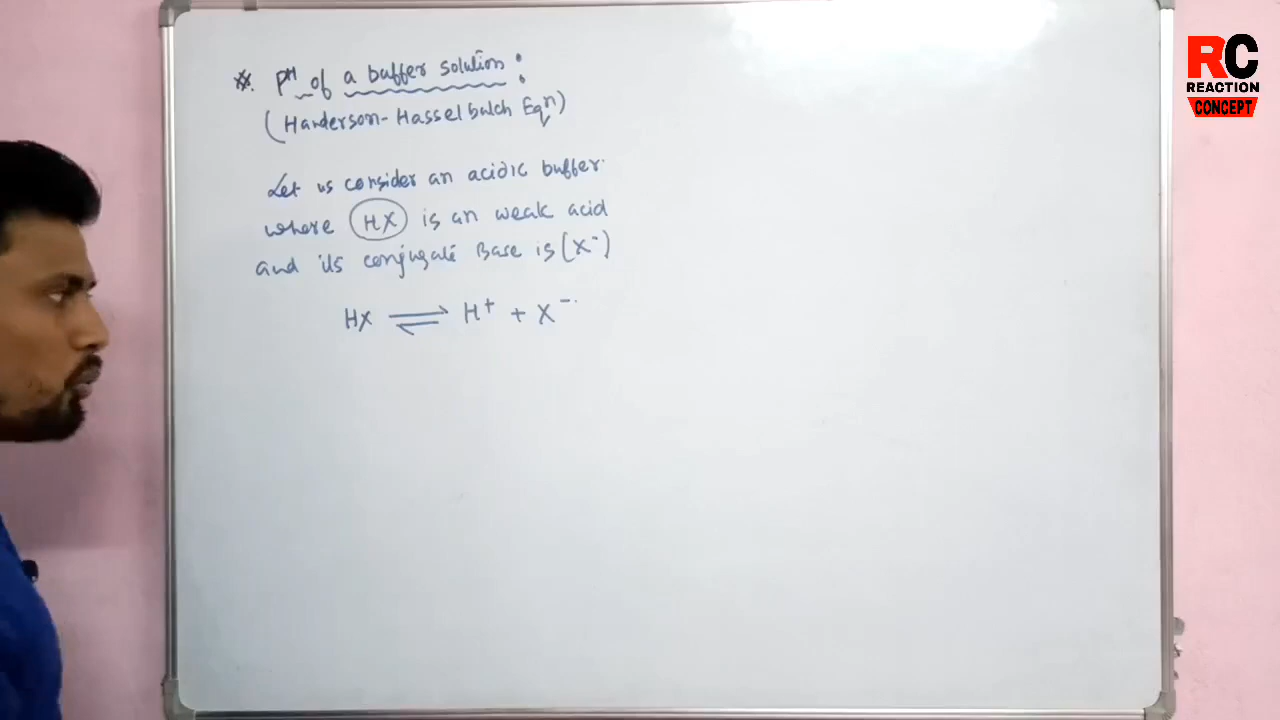 ※. pH of a buffer solution :
(Handerson-Hasselbalch Eqn)
Let us consider an acidic buffer.
where HX is an weak acid
and its conjugate Base is (X⁻)
HX ⇌ H⁺ + X⁻.
RC
REACTION
CONCEPT